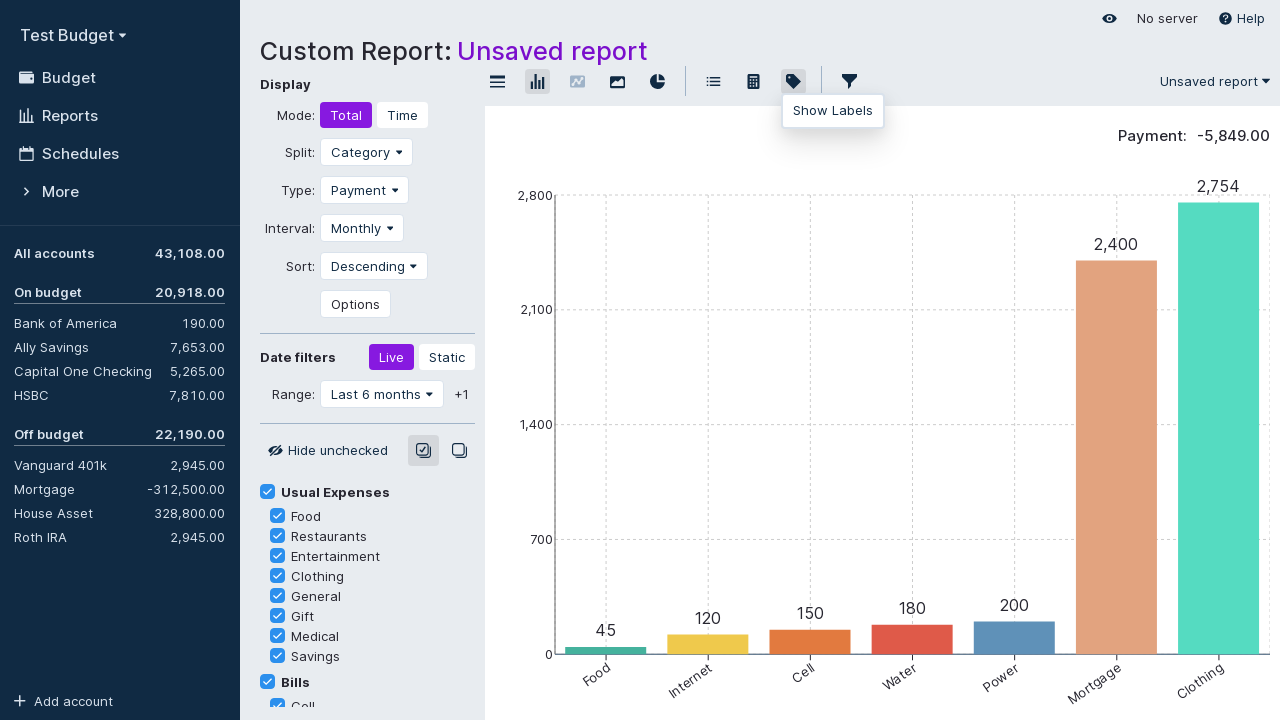 Test Budget
Budget
Reports
Schedules
More
All accounts 43,108.00
On budget 20,918.00
Bank of America 190.00
Ally Savings 7,653.00
Capital One Checking 5,265.00
HSBC 7,810.00
Off budget 22,190.00
Vanguard 401k 2,945.00
Mortgage -312,500.00
House Asset 328,800.00
Roth IRA 2,945.00
Add account
No server Help
Custom Report: Unsaved report
Display
Mode: Total Time
Split: Category
Type: Payment
Interval: Monthly
Sort: Descending
Options
Date filters Live Static
Range: Last 6 months +1
Hide unchecked
Usual Expenses
Food
Restaurants
Entertainment
Clothing
General
Gift
Medical
Savings
Bills
Cell
Unsaved report
Show Labels
Payment: -5,849.00
2,800
2,100
1,400
700
0
45
120
150
180
200
2,400
2,754
Food
Internet
Cell
Water
Power
Mortgage
Clothing